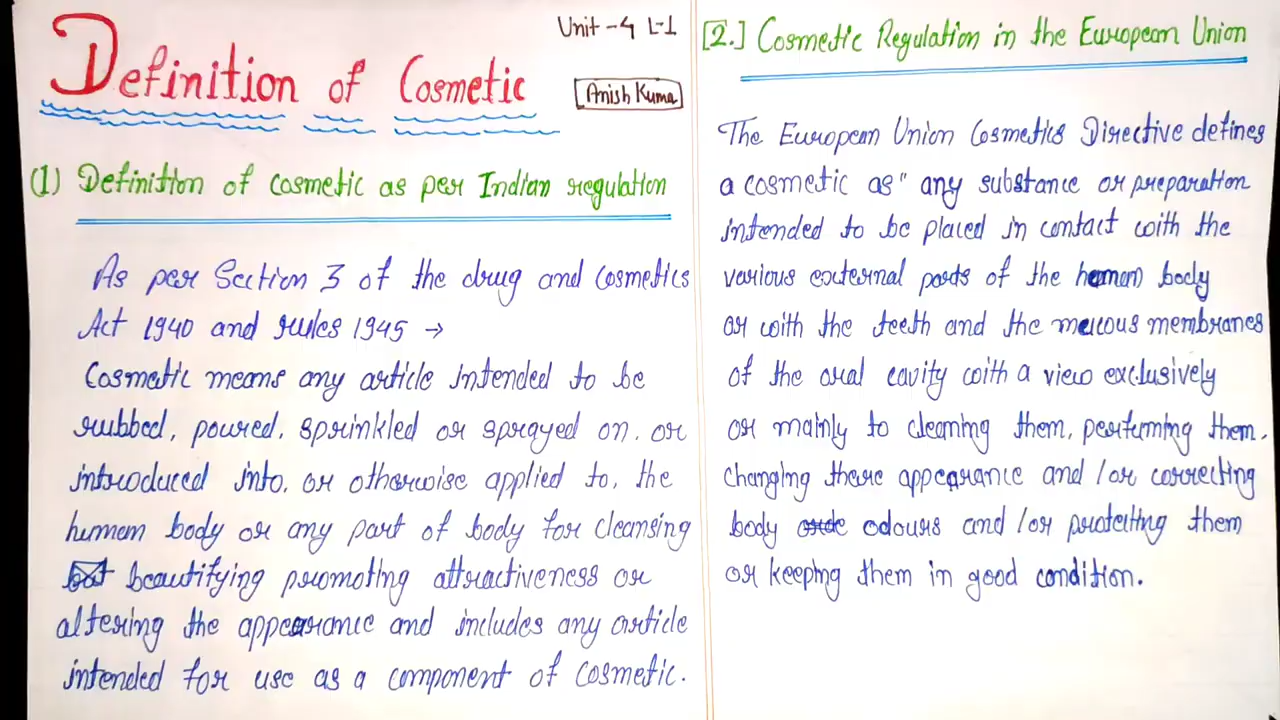 Unit-4 L-1
Definition of Cosmetic
Anish Kuma
(1) Definition of cosmetic as per Indian regulation
As per Section 3 of the drug and cosmetics
Act 1940 and rules 1945 →
Cosmetic means any article intended to be
rubbed, poured, sprinkled or sprayed on, or
introduced into, or otherwise applied to, the
human body or any part of body for cleansing
beautifying promoting attractiveness or
altering the appearance and includes any article
intended for use as a component of cosmetic.
[2.] Cosmetic Regulation in the European Union
The European Union Cosmetics Directive defines
a cosmetic as" any substance or preparation
intended to be placed in contact with the
various external parts of the human body
or with the teeth and the mucous membranes
of the oral cavity with a view exclusively
or mainly to cleaning them, perfuming them,
changing there appearance and /or correcting
body odours and /or protecting them
or keeping them in good condition.